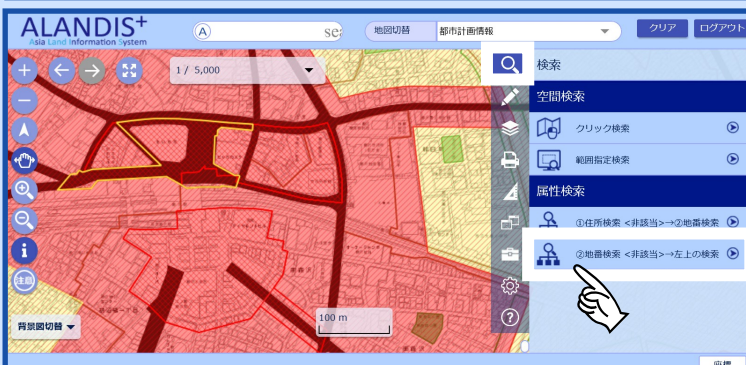 ALANDIS+
Asia Land Information System
A
sea
地図切替
都市計画情報
クリア
ログアウト
1 / 5,000
検索
空間検索
クリック検索
範囲指定検索
属性検索
①住所検索 <非該当>→②地番検索
②地番検索 <非該当>→左上の検索
i
注記
?
背景図切替
100 m
座標